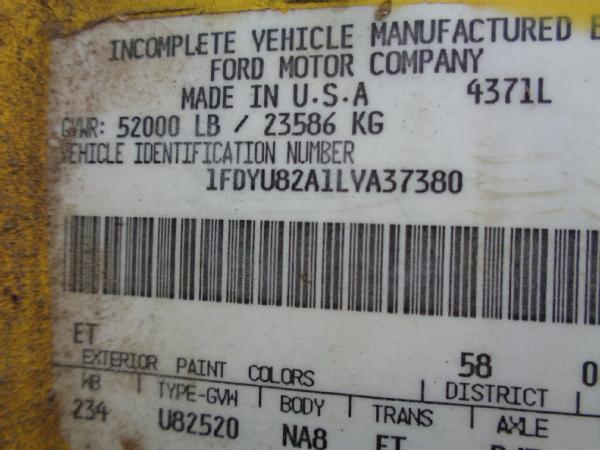 INCOMPLETE VEHICLE MANUFACTURED B
FORD MOTOR COMPANY
MADE IN U.S.A 4371L
GVWR: 52000 LB / 23586 KG
VEHICLE IDENTIFICATION NUMBER
1FDYU82A1LVA37380
ET 58 0
EXTERIOR PAINT COLORS DISTRICT
WB TYPE-GVW BODY TRANS AXLE
234 U82520 NA8 ET